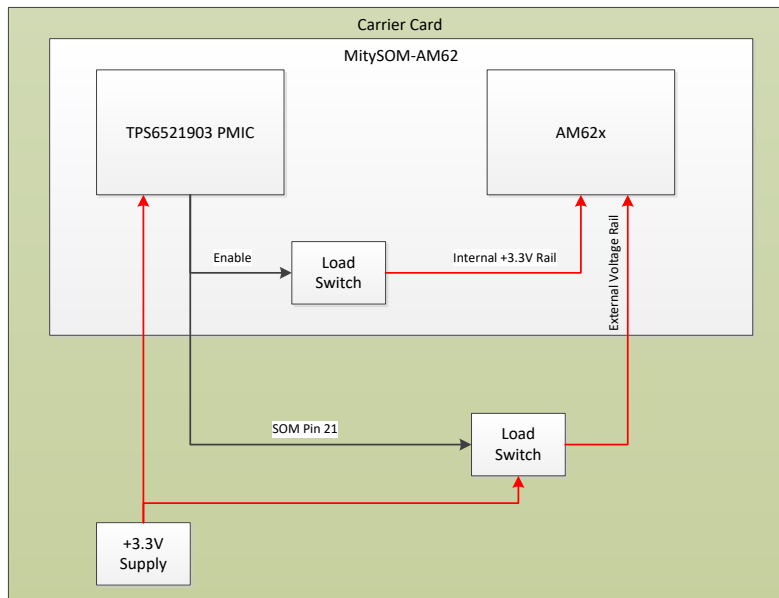 Carrier Card
MitySOM-AM62
TPS6521903 PMIC
AM62x
Enable
Load
Switch
Internal +3.3V Rail
External Voltage Rail
SOM Pin 21
Load
Switch
+3.3V
Supply